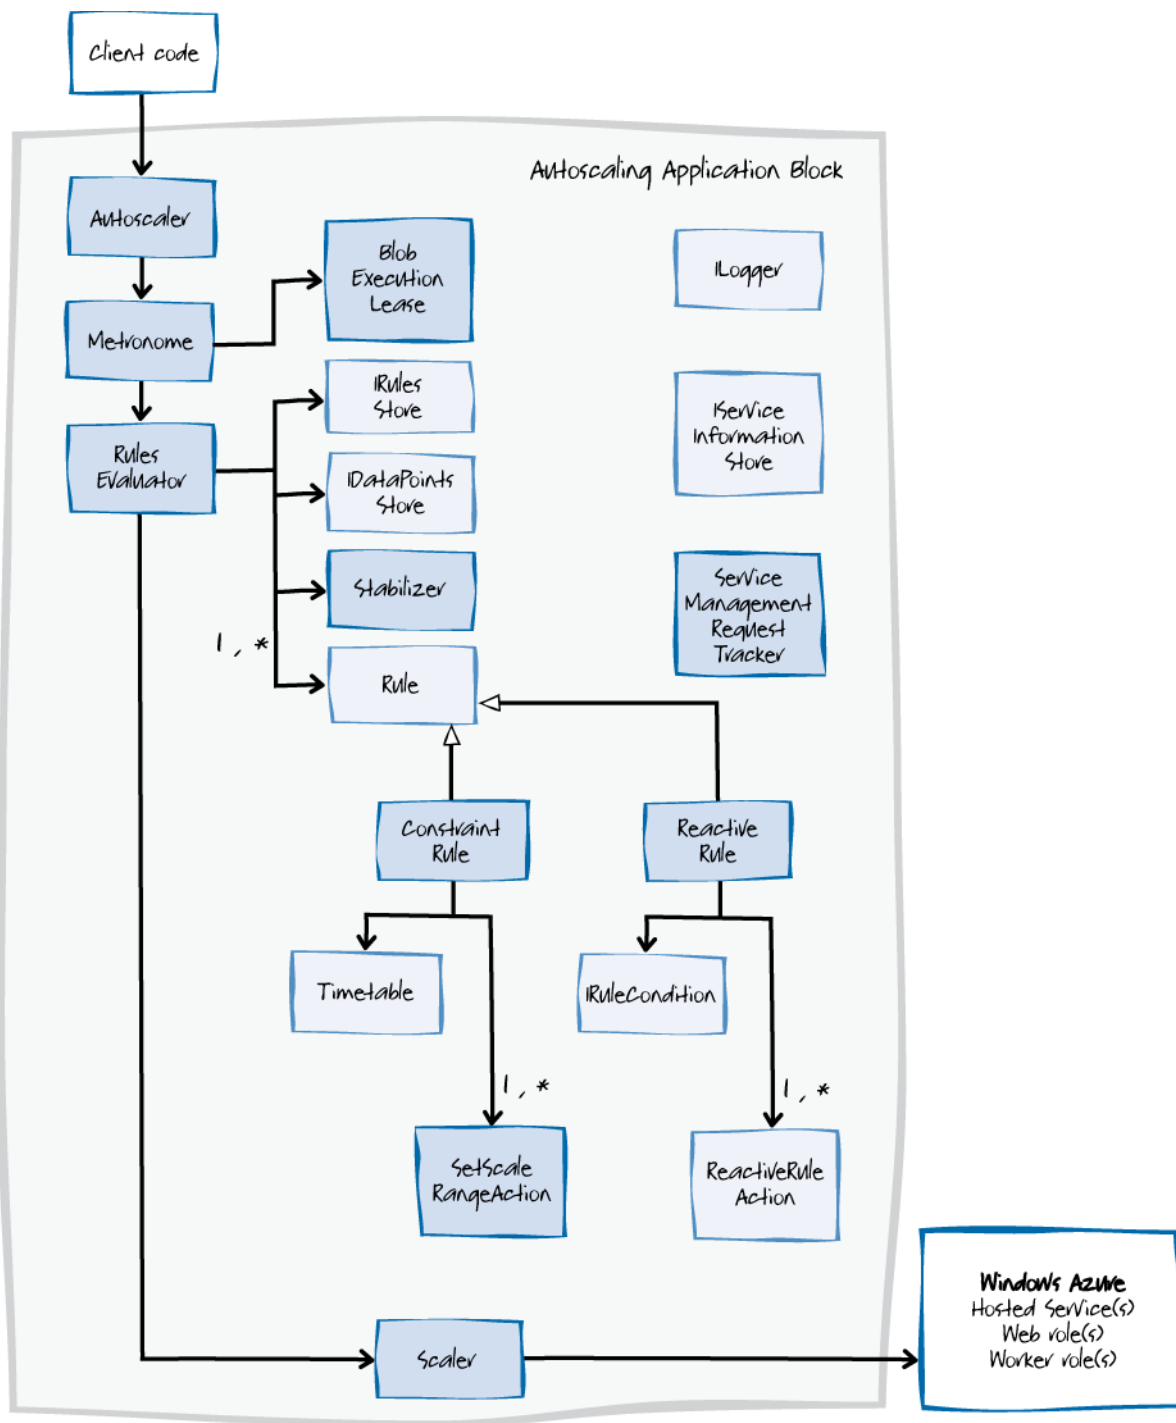 Client code
Autoscaling Application Block
Autoscaler
Blob
Execution
Lease
ILogger
Metronome
IRules
Store
IService
Information
Store
Rules
Evaluator
IDataPoints
Store
Stabilizer
Service
Management
Request
Tracker
1, *
Rule
Constraint
Rule
Reactive
Rule
Timetable
IRuleCondition
1, *
1, *
SetScale
RangeAction
ReactiveRule
Action
Windows Azure
Hosted Service(s)
Web role(s)
Worker role(s)
Scaler